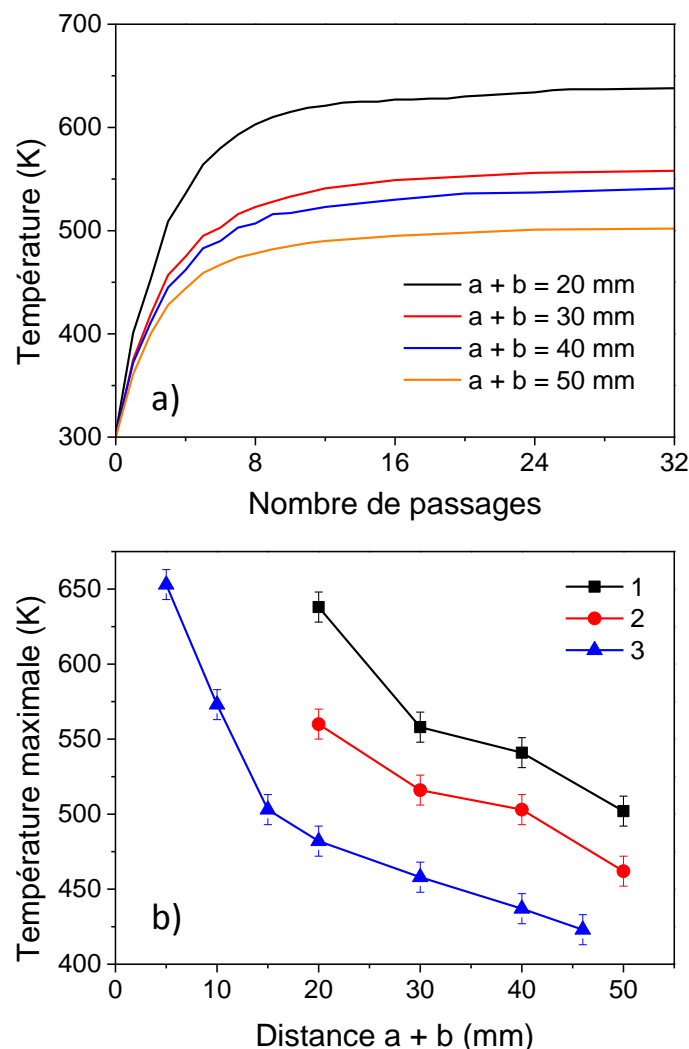 700
600
500
400
300
Température (K)
a + b = 20 mm
a + b = 30 mm
a + b = 40 mm
a + b = 50 mm
a)
0
8
16
24
32
Nombre de passages
650
600
550
500
450
400
Température maximale (K)
1
2
3
b)
0
10
20
30
40
50
Distance a + b (mm)